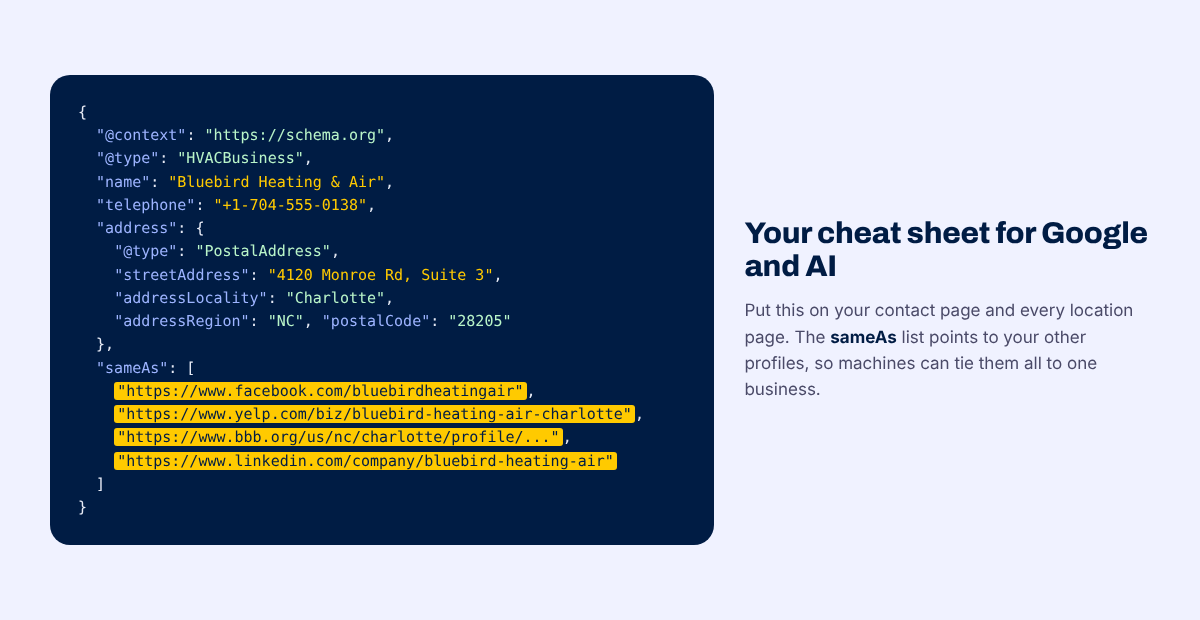 {
  "@context": "https://schema.org",
  "@type": "HVACBusiness",
  "name": "Bluebird Heating & Air",
  "telephone": "+1-704-555-0138",
  "address": {
    "@type": "PostalAddress",
    "streetAddress": "4120 Monroe Rd, Suite 3",
    "addressLocality": "Charlotte",
    "addressRegion": "NC", "postalCode": "28205"
  },
  "sameAs": [
    "https://www.facebook.com/bluebirdheatingair",
    "https://www.yelp.com/biz/bluebird-heating-air-charlotte",
    "https://www.bbb.org/us/nc/charlotte/profile/...",
    "https://www.linkedin.com/company/bluebird-heating-air"
  ]
}
Your cheat sheet for Google
and AI
Put this on your contact page and every location
page. The sameAs list points to your other
profiles, so machines can tie them all to one
business.